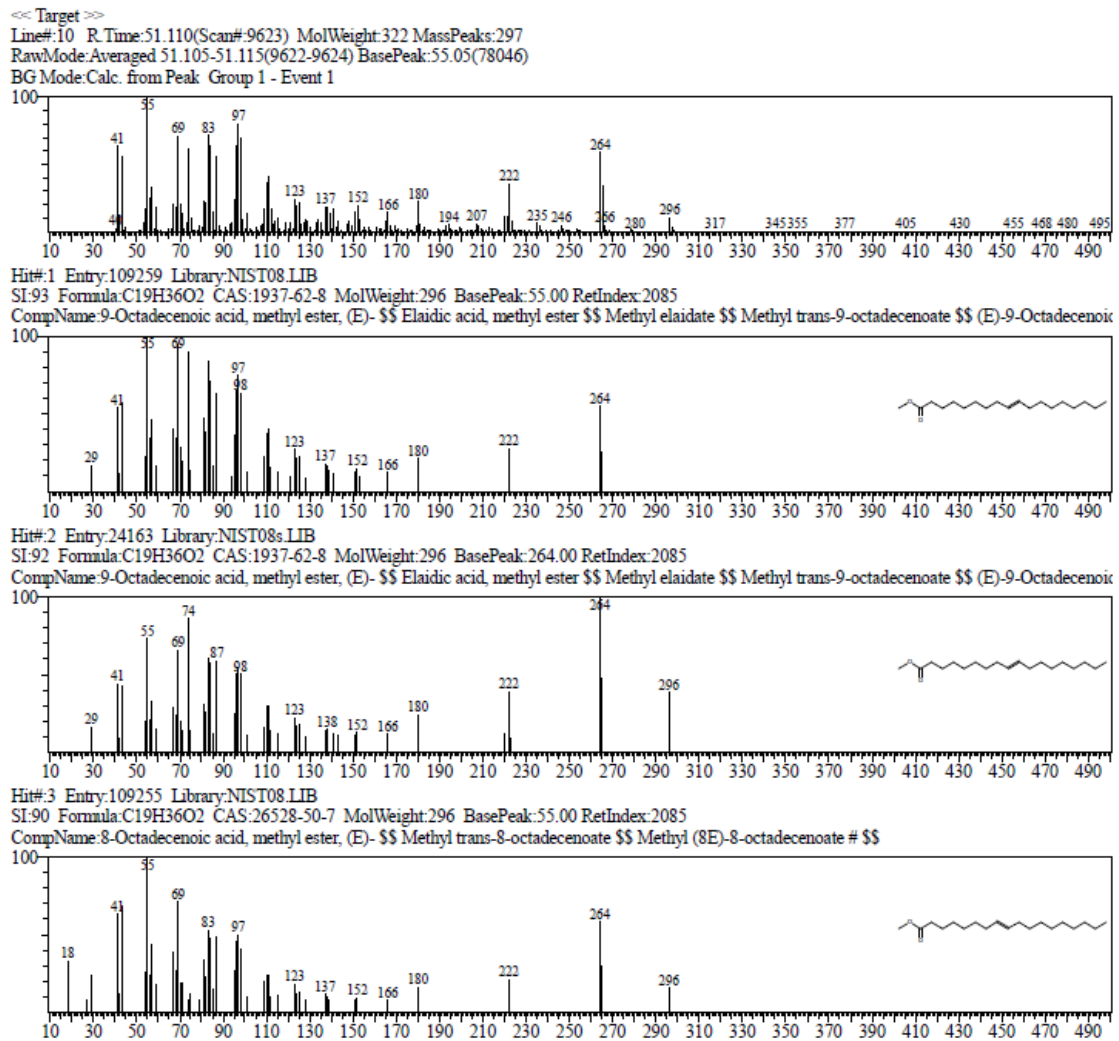 << Target >>
Line#:10 R.Time:51.110(Scan#:9623) MolWeight:322 MassPeaks:297
RawMode:Averaged 51.105-51.115(9622-9624) BasePeak:55.05(78046)
BG Mode:Calc. from Peak Group 1 - Event 1
100
55 97
41 69 83 264
222
40 123 137 152 166 180 194 207 235 246 266 280 296 317 345 355 377 405 430 455 468 480 495
10 30 50 70 90 110 130 150 170 190 210 230 250 270 290 310 330 350 370 390 410 430 450 470 490
Hit#:1 Entry:109259 Library:NIST08.LIB
SI:93 Formula:C19H36O2 CAS:1937-62-8 MolWeight:296 BasePeak:55.00 RetIndex:2085
CompName:9-Octadecenoic acid, methyl ester, (E)- $$ Elaidic acid, methyl ester $$ Methyl elaidate $$ Methyl trans-9-octadecenoate $$ (E)-9-Octadecenoic
100
55 69
97
41 98 264
29 123 137 152 166 180 222
10 30 50 70 90 110 130 150 170 190 210 230 250 270 290 310 330 350 370 390 410 430 450 470 490
Hit#:2 Entry:24163 Library:NIST08s.LIB
SI:92 Formula:C19H36O2 CAS:1937-62-8 MolWeight:296 BasePeak:264.00 RetIndex:2085
CompName:9-Octadecenoic acid, methyl ester, (E)- $$ Elaidic acid, methyl ester $$ Methyl elaidate $$ Methyl trans-9-octadecenoate $$ (E)-9-Octadecenoic
100
74 264
55 69 87
41 98 222 296
29 123 138 152 166 180
10 30 50 70 90 110 130 150 170 190 210 230 250 270 290 310 330 350 370 390 410 430 450 470 490
Hit#:3 Entry:109255 Library:NIST08.LIB
SI:90 Formula:C19H36O2 CAS:26528-50-7 MolWeight:296 BasePeak:55.00 RetIndex:2085
CompName:8-Octadecenoic acid, methyl ester, (E)- $$ Methyl trans-8-octadecenoate $$ Methyl (8E)-8-octadecenoate # $$
100
55
41 69 83 97 264
18 123 137 152 166 180 222 296
10 30 50 70 90 110 130 150 170 190 210 230 250 270 290 310 330 350 370 390 410 430 450 470 490